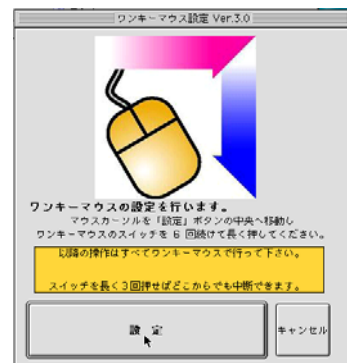 ワンキーマウス設定 Ver.3.0
ワンキーマウスの設定を行います。
マウスカーソルを「設定」ボタンの中央へ移動し
ワンキーマウスのスイッチを 6 回続けて長く押してください。
以降の操作はすべてワンキーマウスで行って下さい。
スイッチを長く3回押せばどこからでも中断できます。
設 定
キャンセル